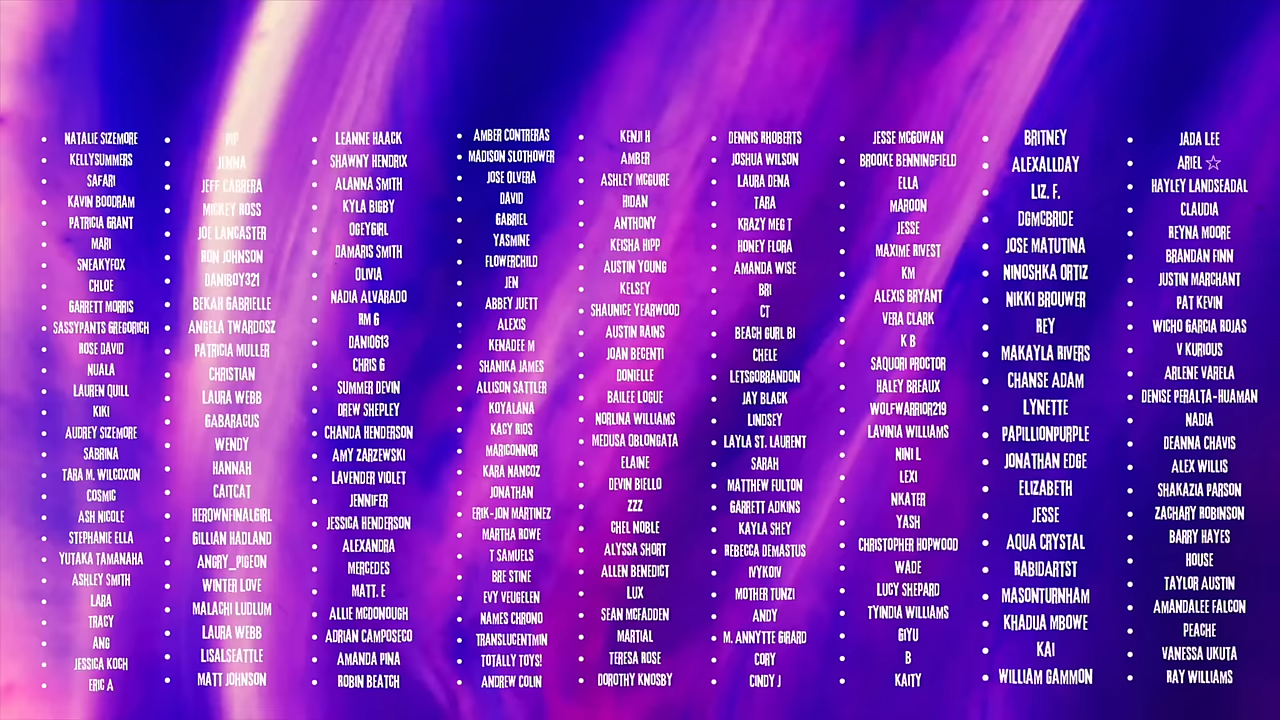 NATALIE SIZEMORE
KELLYSUMMERS
SAFARI
KAVIN BOODRAM
PATRICIA GRANT
MARI
SNEAKYFOX
CHLOE
GARRETT MORRIS
SASSYPANTS GREGORICH
ROSE DAVID
NUALA
LAUREN QUILL
KIKI
AUDREY SIZEMORE
SABRINA
TARA M. WILCOXON
COSMIC
ASH NICOLE
STEPHANIE ELLA
YUTAKA TAMANAHA
ASHLEY SMITH
LARA
TRACY
ANG
JESSICA KOCH
ERIC A
PIP
JENNA
JEFF CABRERA
MICKEY ROSS
JOE LANCASTER
RON JOHNSON
DANIBOY321
BEKAH GABRIELLE
ANGELA TWARDOSZ
PATRICIA MULLER
CHRISTIAN
LAURA WEBB
GABARACUS
WENDY
HANNAH
CAITCAT
HEROWNFINALGIRL
GILLIAN HADLAND
ANGRY_PIGEON
WINTER LOVE
MALACHI LUDLUM
LAURA WEBB
LISALSEATTLE
MATT JOHNSON
LEANNE HAACK
SHAWNY HENDRIX
ALANNA SMITH
KYLA BIGBY
OGEYGIRL
DAMARIS SMITH
OLIVIA
NADIA ALVARADO
RM G
DANI0613
CHRIS G
SUMMER DEVIN
DREW SHEPLEY
CHANDA HENDERSON
AMY ZARZEWSKI
LAVENDER VIOLET
JENNIFER
JESSICA HENDERSON
ALEXANDRA
MERCEDES
MATT. E
ALLIE MCDONOUGH
ADRIAN CAMPOSECO
AMANDA PINA
ROBIN BEATCH
AMBER CONTRERAS
MADISON SLOTHOWER
JOSE OLVERA
DAVID
GABRIEL
YASMINE
FLOWERCHILD
JEN
ABBEY JUETT
ALEXIS
KENADEE M
SHANIKA JAMES
ALLISON SATTLER
KOYALANA
KACY RIOS
MARICONNOR
KARA NANCOZ
JONATHAN
ERIK-JON MARTINEZ
MARTHA ROWE
T SAMUELS
BRE STINE
EVY VEUGELEN
NAMES CHRONO
TRANSLUCENTMIN
TOTALLY TOYS!
ANDREW COLIN
KENJI H
AMBER
ASHLEY MCGUIRE
HIDAN
ANTHONY
KEISHA HIPP
AUSTIN YOUNG
KELSEY
SHAUNICE YEARWOOD
AUSTIN RAINS
JOAN BEGENTI
DONIELLE
BAILEE LOGUE
NORLINA WILLIAMS
MEDUSA OBLONGATA
ELAINE
DEVIN BIELLO
ZZZ
CHEL NOBLE
ALYSSA SHORT
ALLEN BENEDICT
LUX
SEAN MCFADDEN
MARTIAL
TERESA ROSE
DOROTHY KNOSBY
DENNIS RHOBERTS
JOSHUA WILSON
LAURA DENA
TARA
KRAZY MEG T
HONEY FLORA
AMANDA WISE
BRI
CT
BEACH GURL BI
CHELE
LETSGOBRANDON
JAY BLACK
LINDSEY
LAYLA ST. LAURENT
SARAH
MATTHEW FULTON
GARRETT ADKINS
KAYLA SHEY
REBECCA DEMASTUS
IVYKOIV
MOTHER TUNZI
ANDY
M. ANNYTTE GIRARD
CORY
CINDY J
JESSE MCGOWAN
BROOKE BENNINGFIELD
ELLA
MAROON
JESSE
MAXIME RIVEST
KM
ALEXIS BRYANT
VERA CLARK
K B
SAQUORI PROCTOR
HALEY BREAUX
WOLFWARRIOR219
LAVINIA WILLIAMS
NINI L
LEXI
NKATER
YASH
CHRISTOPHER HOPWOOD
WADE
LUCY SHEPARD
TYINDIA WILLIAMS
GIYU
B
KAITY
BRITNEY
ALEXALLDAY
LIZ. F.
DGMCBRIDE
JOSE MATUTINA
NINOSHKA ORTIZ
NIKKI BROUWER
REY
MAKAYLA RIVERS
CHANSE ADAM
LYNETTE
PAPILLIONPURPLE
JONATHAN EDGE
ELIZABETH
JESSE
AQUA CRYSTAL
RABIDARTST
MASONTURNHAM
KHADIJA MBOWE
KAI
WILLIAM GAMMON
JADA LEE
ARIEL ☆
HAYLEY LANDSEADAL
CLAUDIA
REYNA MOORE
BRANDAN FINN
JUSTIN MARCHANT
PAT KEVIN
WICHO GARCIA ROJAS
V KURIOUS
ARLENE VARELA
DENISE PERALTA-HUAMAN
NADIA
DEANNA CHAVIS
ALEX WILLIS
SHAKAZIA PARSON
ZACHARY ROBINSON
BARRY HAYES
HOUSE
TAYLOR AUSTIN
AMANDALEE FALCON
PEACHE
VANESSA UKUTA
RAY WILLIAMS